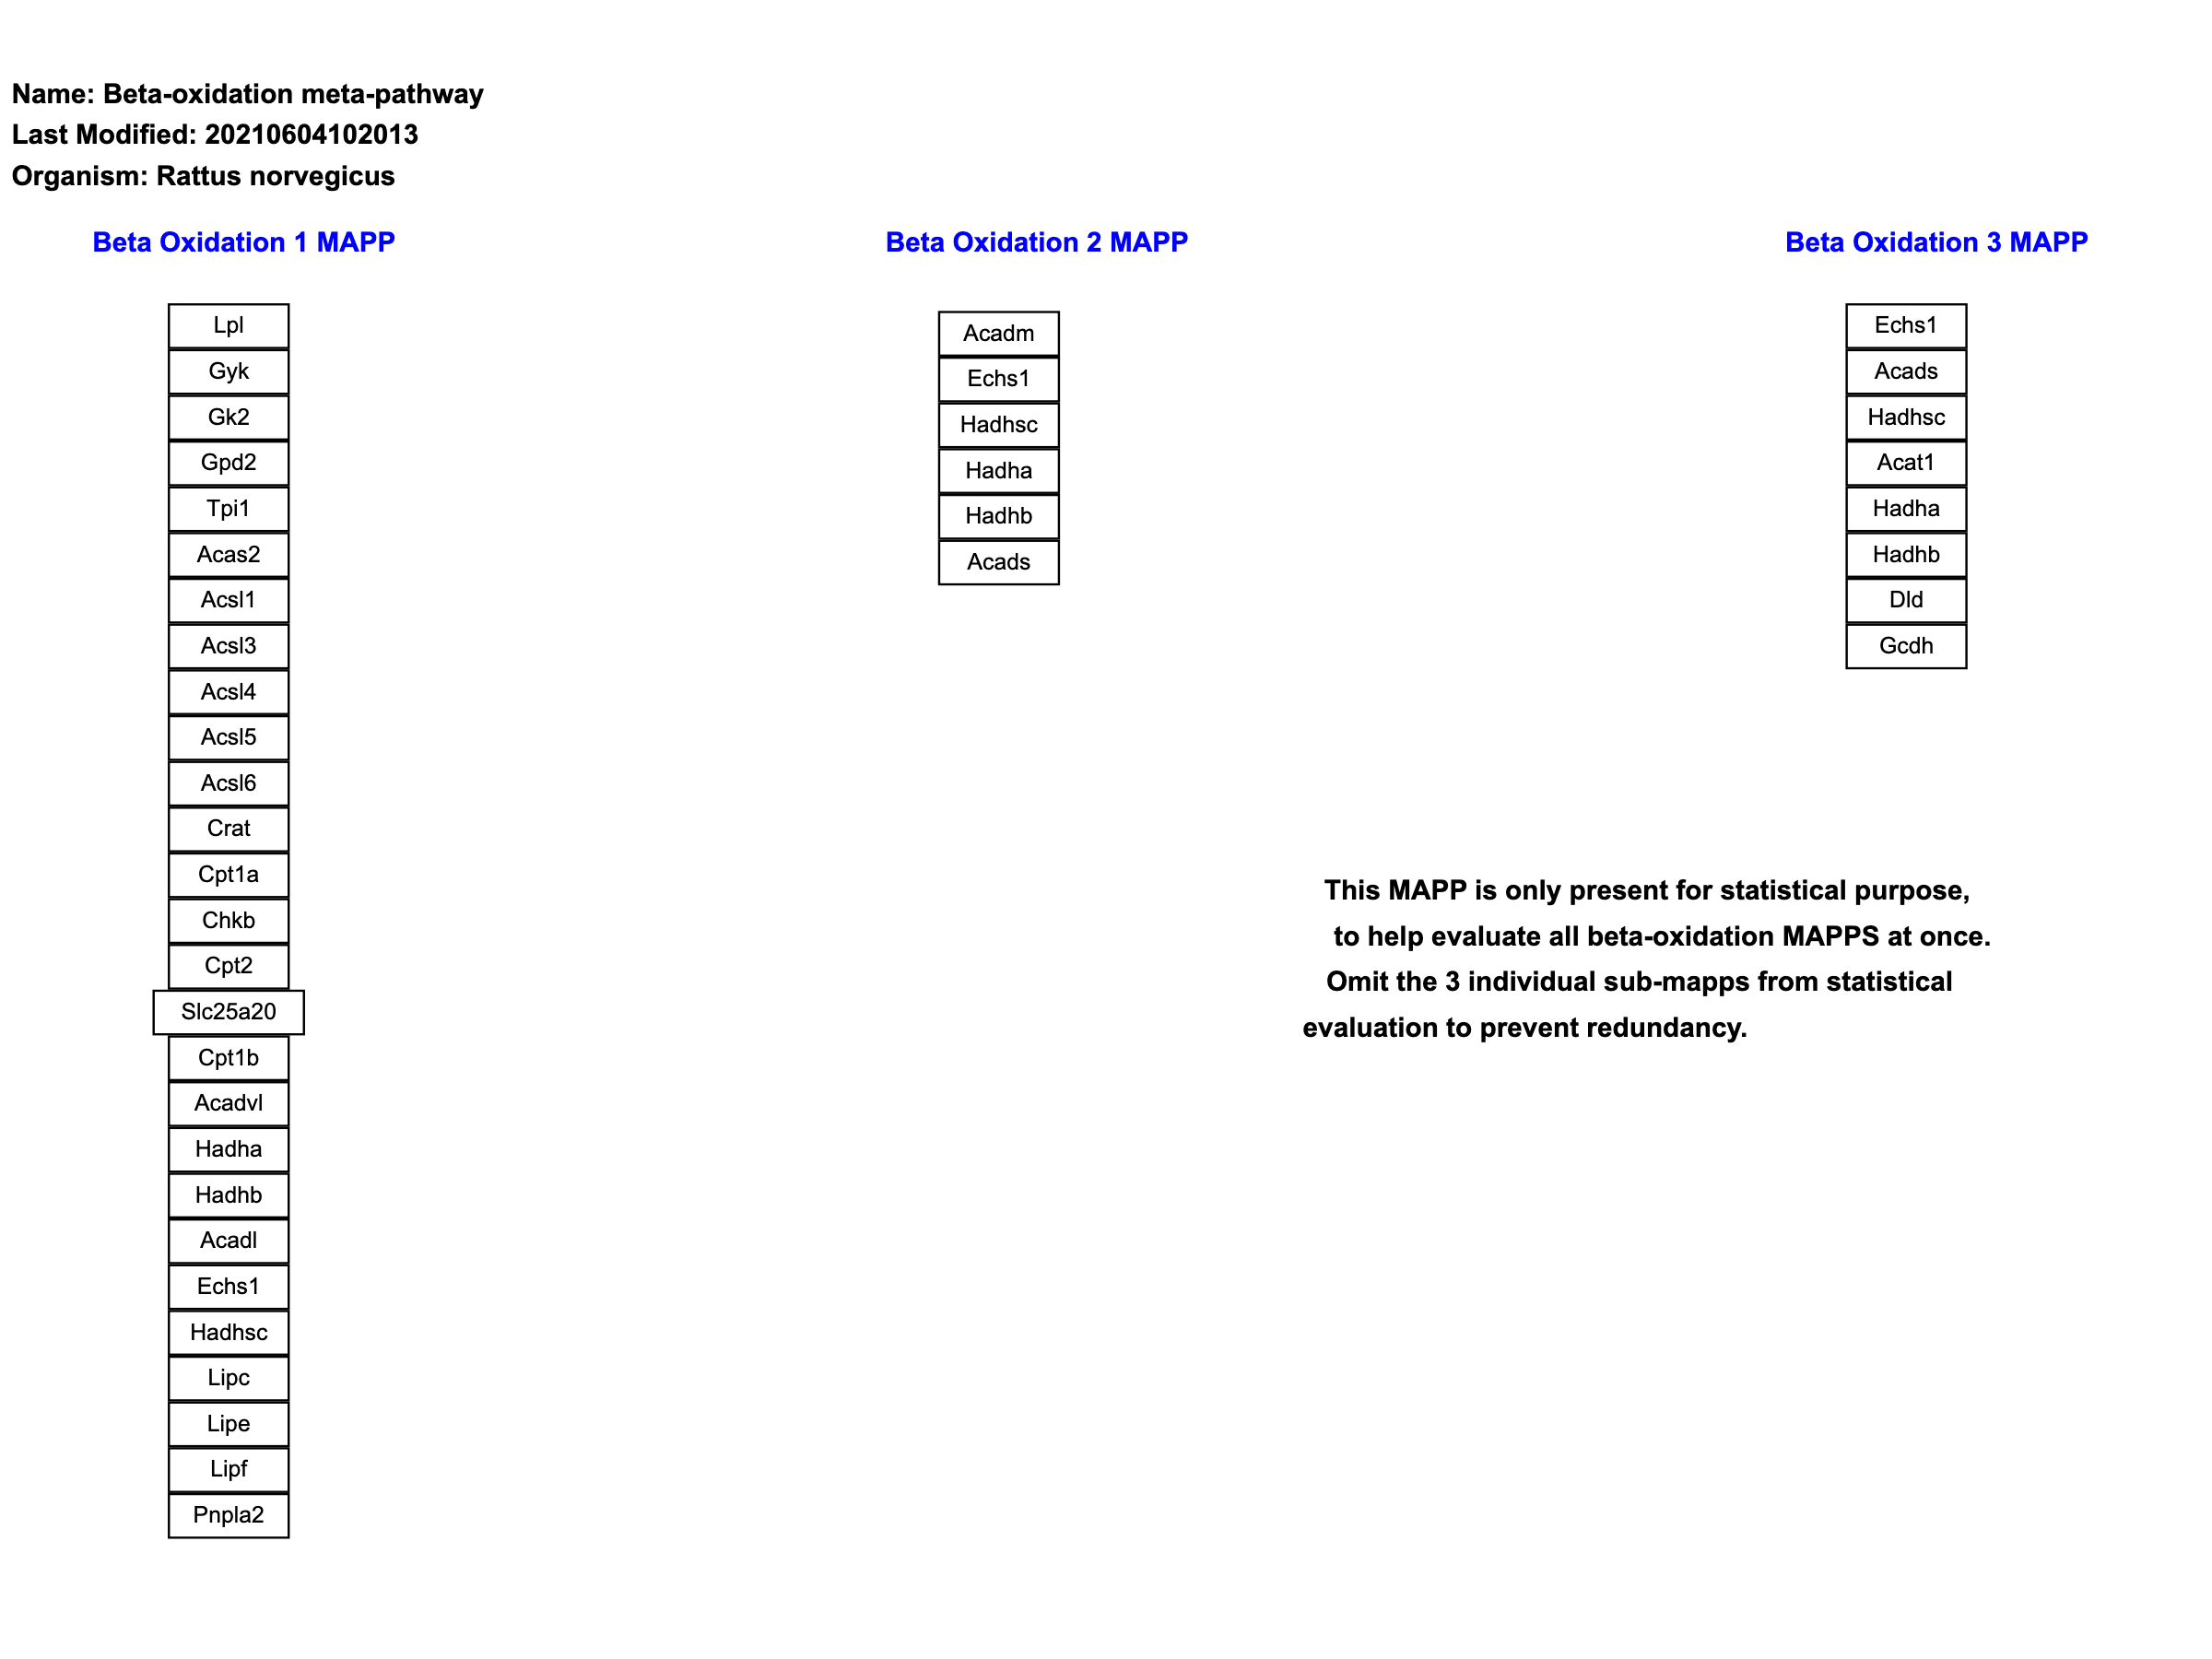 Name: Beta-oxidation meta-pathway
Last Modified: 20210604102013
Organism: Rattus norvegicus
Beta Oxidation 1 MAPP
Lpl
Gyk
Gk2
Gpd2
Tpi1
Acas2
Acsl1
Acsl3
Acsl4
Acsl5
Acsl6
Crat
Cpt1a
Chkb
Cpt2
Slc25a20
Cpt1b
Acadvl
Hadha
Hadhb
Acadl
Echs1
Hadhsc
Lipc
Lipe
Lipf
Pnpla2
Beta Oxidation 2 MAPP
Acadm
Echs1
Hadhsc
Hadha
Hadhb
Acads
Beta Oxidation 3 MAPP
Echs1
Acads
Hadhsc
Acat1
Hadha
Hadhb
Dld
Gcdh
This MAPP is only present for statistical purpose,
to help evaluate all beta-oxidation MAPPS at once.
Omit the 3 individual sub-mapps from statistical
evaluation to prevent redundancy.